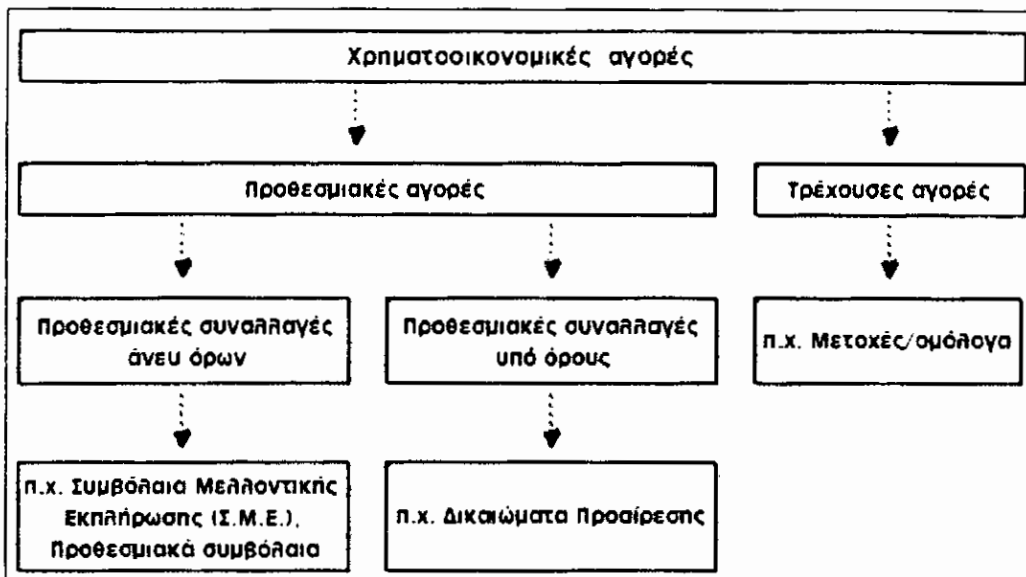 Χρηματοοικονομικές αγορές
Προθεσμιακές αγορές
Τρέχουσες αγορές
Προθεσμιακές συναλλαγές
άνευ όρων
Προθεσμιακές συναλλαγές
υπό όρους
π.χ. Μετοχές/ομόλογα
π.χ. Συμβόλαια Μελλοντικής
Εκπλήρωσης (Σ.Μ.Ε.),
Προθεσμιακά συμβόλαια
π.χ. Δικαιώματα Προαίρεσης